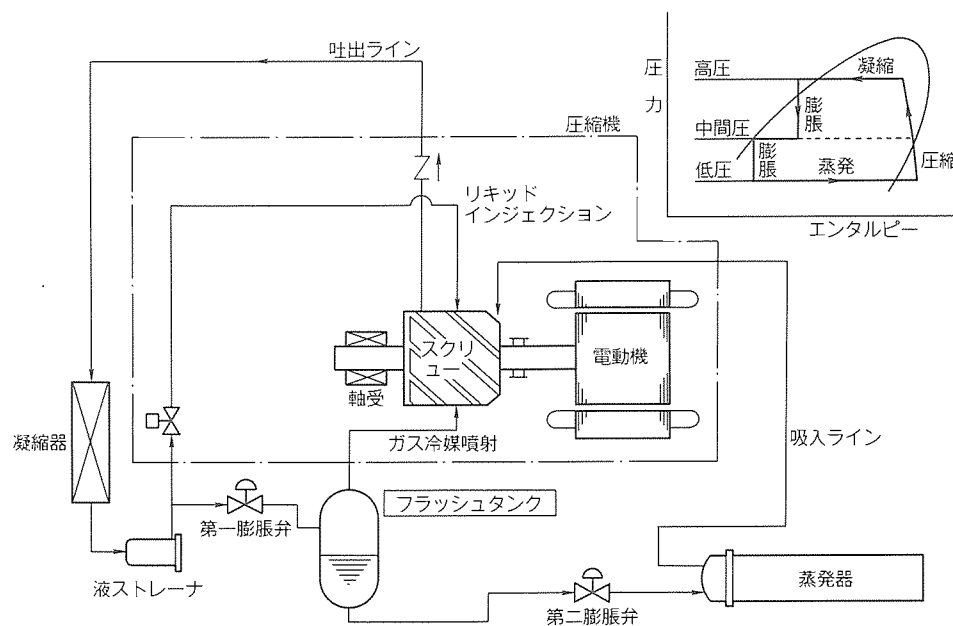 吐出ライン
圧縮機
リキッド
インジェクション
圧
力
高圧
中間圧
低圧
凝縮
膨脹
膨脹
蒸発
圧縮
エンタルピー
スクリ
ュー
電動機
軸受
ガス冷媒噴射
吸入ライン
凝縮器
フラッシュタンク
第一膨脹弁
液ストレーナ
第二膨脹弁
蒸発器